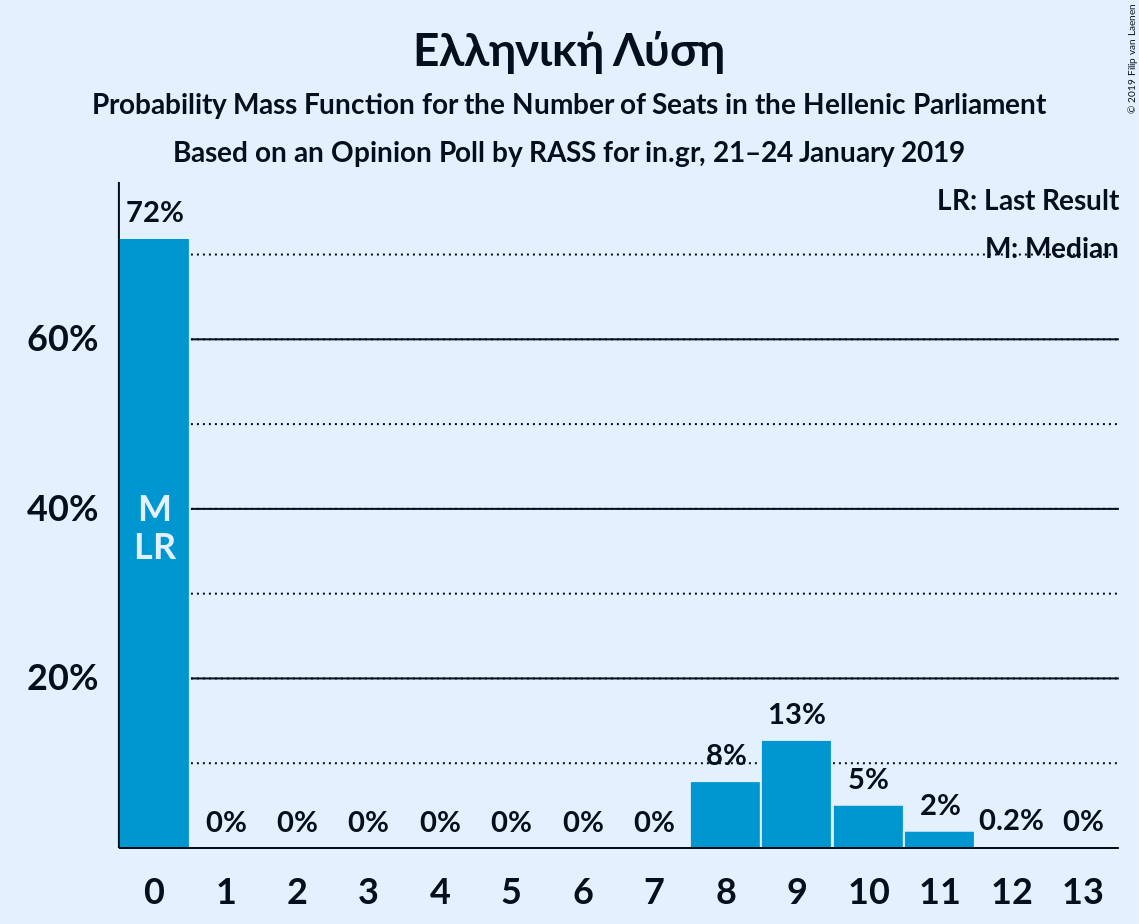 Ελληνική Λύση
Probability Mass Function for the Number of Seats in the Hellenic Parliament
Based on an Opinion Poll by RASS for in.gr, 21–24 January 2019
© 2019 Filip van Laenen
LR: Last Result
M: Median
72%
60%
40%
20%
M
LR
0% 0% 0% 0% 0% 0% 0% 8% 13% 5% 2% 0.2% 0%
0 1 2 3 4 5 6 7 8 9 10 11 12 13